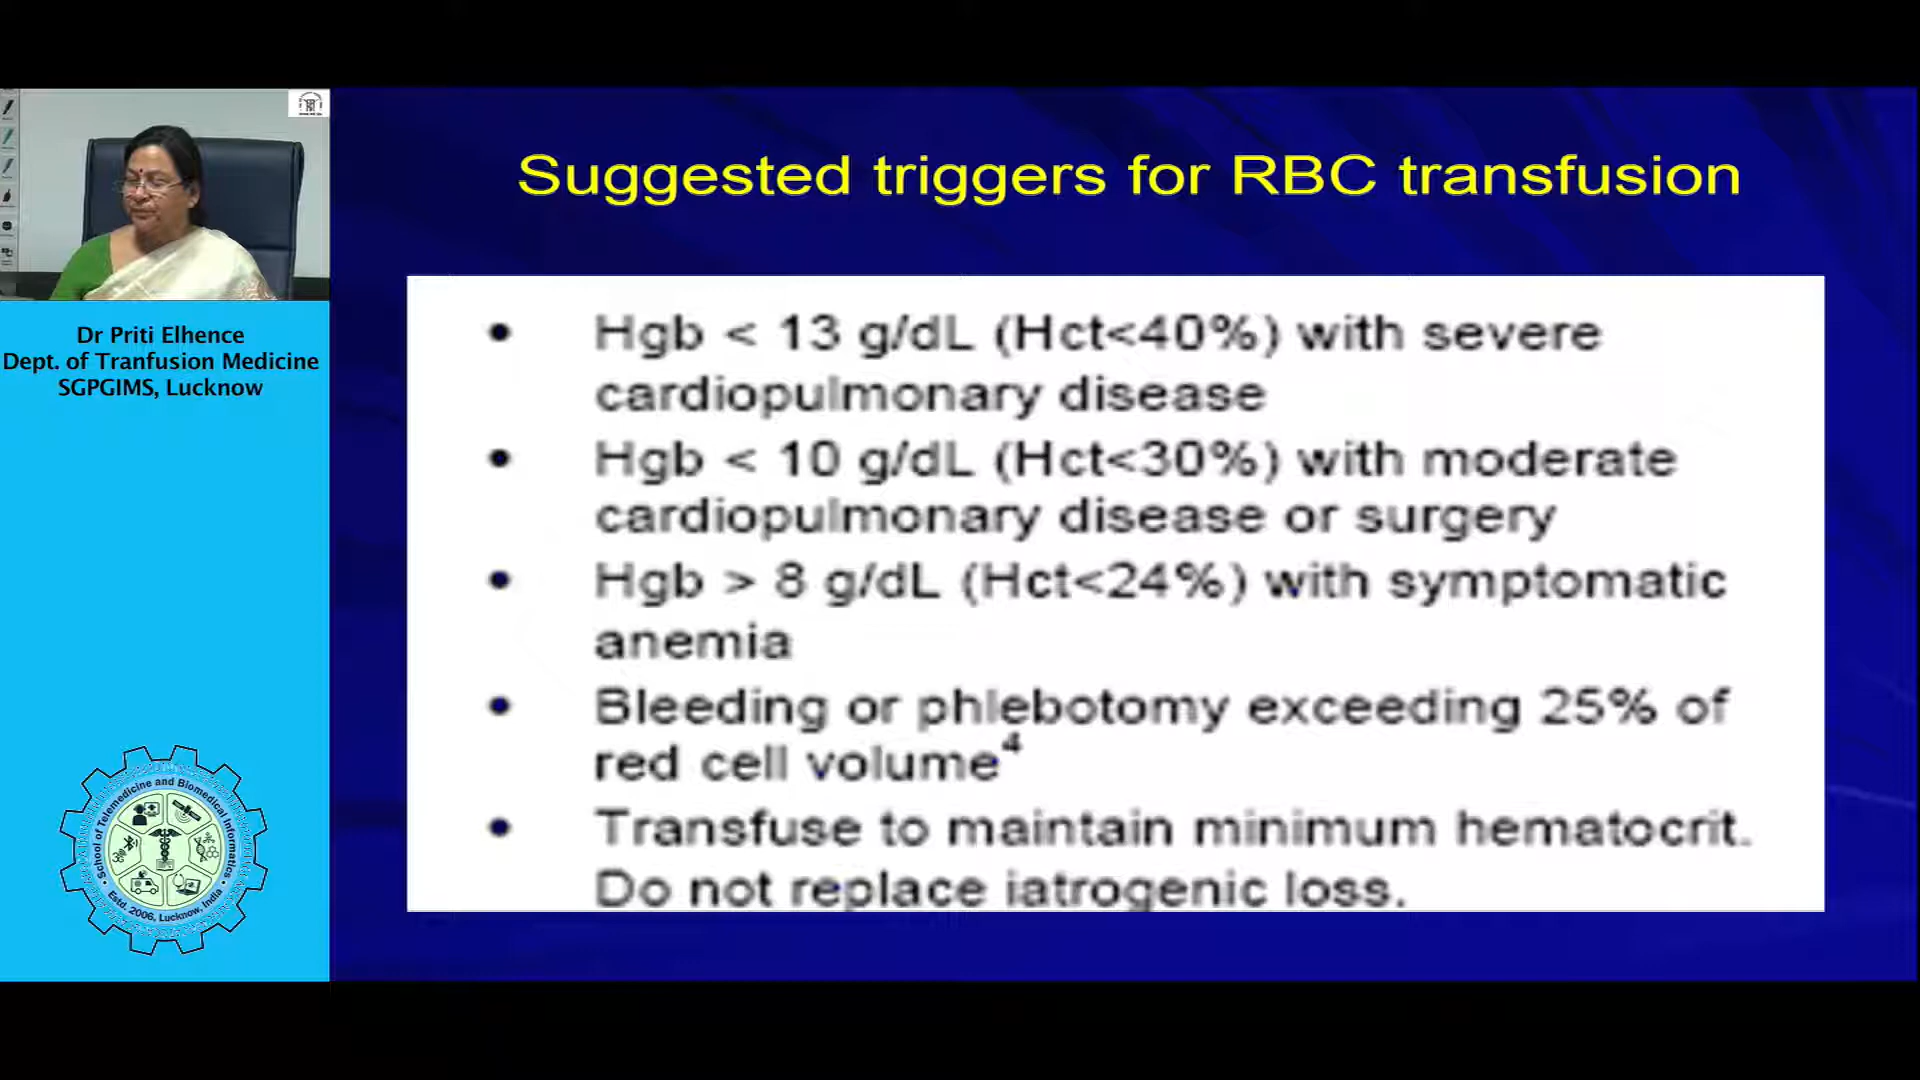 Suggested triggers for RBC transfusion
Dr Priti Elhence
Dept. of Tranfusion Medicine
SGPGIMS, Lucknow
• Hgb < 13 g/dL (Hct<40%) with severe
cardiopulmonary disease
• Hgb < 10 g/dL (Hct<30%) with moderate
cardiopulmonary disease or surgery
• Hgb > 8 g/dL (Hct<24%) with symptomatic
anemia
• Bleeding or phlebotomy exceeding 25% of
red cell volume⁴
• Transfuse to maintain minimum hematocrit.
Do not replace iatrogenic loss.
School of Telemedicine and Biomedical Informatics
Estd. 2006, Lucknow, India